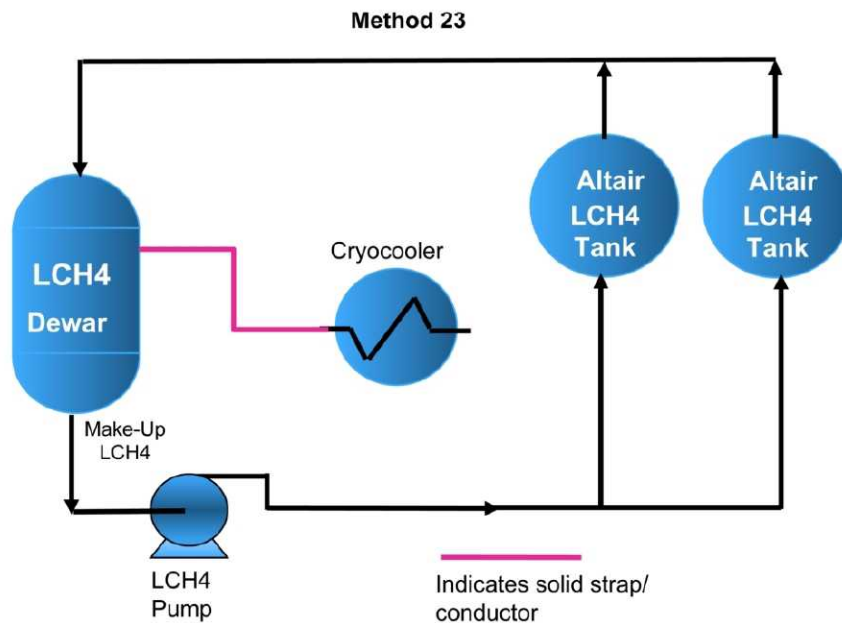 Method 23
Altair
LCH4
Tank
Altair
LCH4
Tank
LCH4
Dewar
Cryocooler
Make-Up
LCH4
LCH4
Pump
Indicates solid strap/
conductor